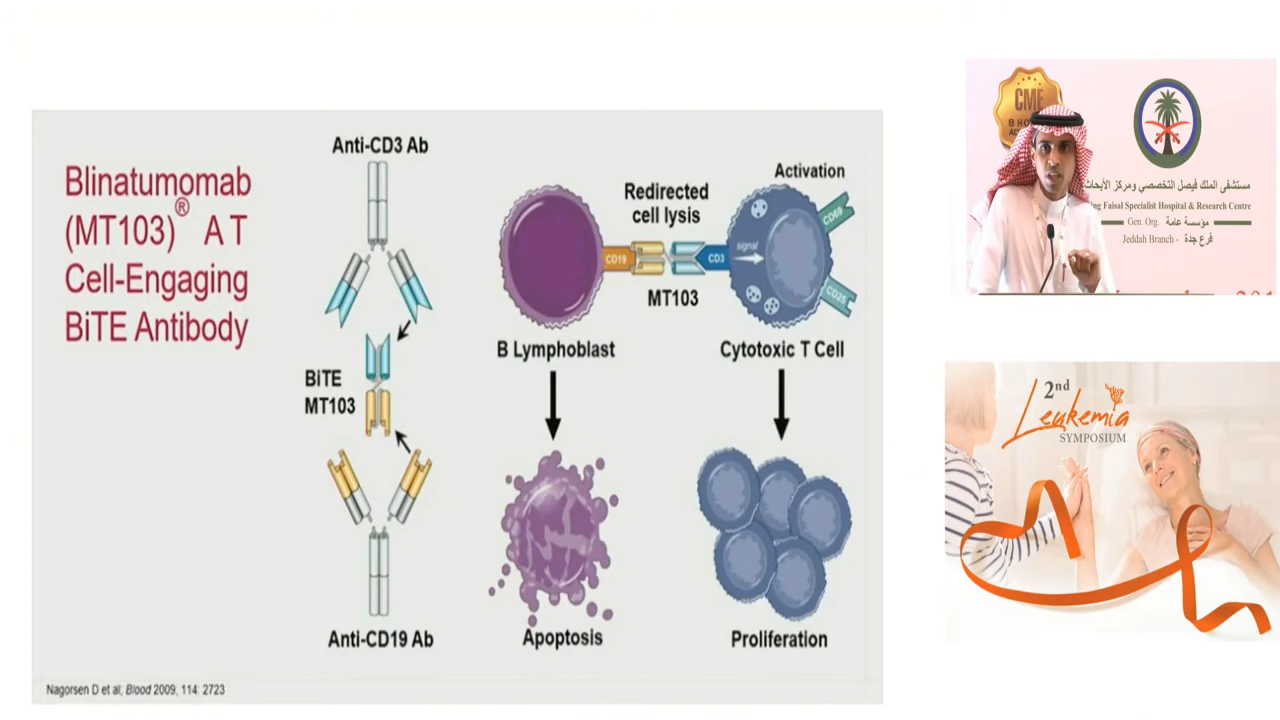 Blinatumomab
(MT103)® A T
Cell-Engaging
BiTE Antibody
Anti-CD3 Ab
BiTE
MT103
Anti-CD19 Ab
Redirected
cell lysis
Activation
CD19
CD3
signal
CD69
CD25
MT103
B Lymphoblast
Cytotoxic T Cell
Apoptosis
Proliferation
Nagorsen D et al; Blood 2009; 114: 2723
CME
مستشفى الملك فيصل التخصصي ومركز الأبحاث
Faisal Specialist Hospital & Research Centre
Gen. Org. مؤسسة عامة
Jeddah Branch - فرع جدة
2nd
Leukemia
SYMPOSIUM